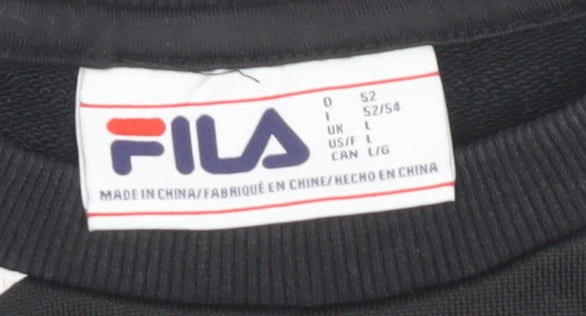 FILA
D 52
I 52/54
UK L
US/F L
CAN L/G
MADE IN CHINA/FABRIQUÉ EN CHINE/HECHO EN CHINA